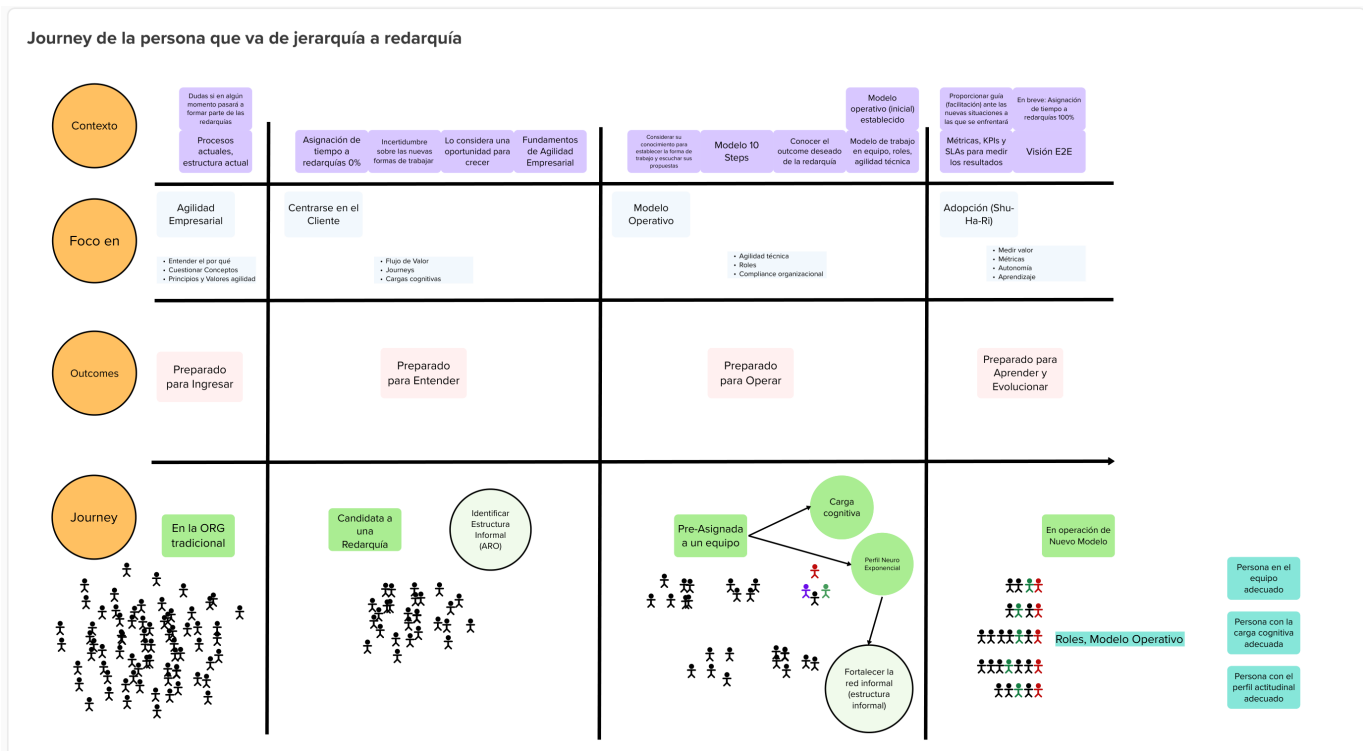 Journey de la persona que va de jerarquía a redarquía
Contexto
Dudas si en algún
momento pasará a
formar parte de las
redarquías
Procesos
actuales,
estructura actual
Asignación de
tiempo a
redarquías 0%
Incertidumbre
sobre las nuevas
formas de trabajar
Lo considera una
oportunidad para
crecer
Fundamentos
de Agilidad
Empresarial
Considerar su
conocimiento para
establecer la forma de
trabajo y escuchar sus
propuestas
Modelo 10
Steps
Conocer el
outcome deseado
de la redarquía
Modelo
operativo (inicial)
establecido
Modelo de trabajo
en equipo, roles,
agilidad técnica
Proporcionar guía
(facilitación) ante las
nuevas situaciones a
las que se enfrentará
En breve: Asignación
de tiempo a
redarquías 100%
Métricas, KPIs y
SLAs para medir
los resultados
Visión E2E
Foco en
Agilidad
Empresarial
• Entender el por qué
• Cuestionar Conceptos
• Principios y Valores agilidad
Centrarse en el
Cliente
• Flujo de Valor
• Journeys
• Cargas cognitivas
Modelo
Operativo
• Agilidad técnica
• Roles
• Compliance organizacional
Adopción (Shu-
Ha-Ri)
• Medir valor
• Métricas
• Autonomía
• Aprendizaje
Outcomes
Preparado
para Ingresar
Preparado
para Entender
Preparado
para Operar
Preparado para
Aprender y
Evolucionar
Journey
En la ORG
tradicional
Candidata a
una
Redarquía
Identificar
Estructura
Informal
(ARO)
Pre-Asignada
a un equipo
Carga
cognitiva
Perfil Neuro
Exponencial
Fortalecer la
red informal
(estructura
informal)
En operación de
Nuevo Modelo
Roles, Modelo Operativo
Persona en el
equipo
adecuado
Persona con la
carga cognitiva
adecuada
Persona con el
perfil actitudinal
adecuado